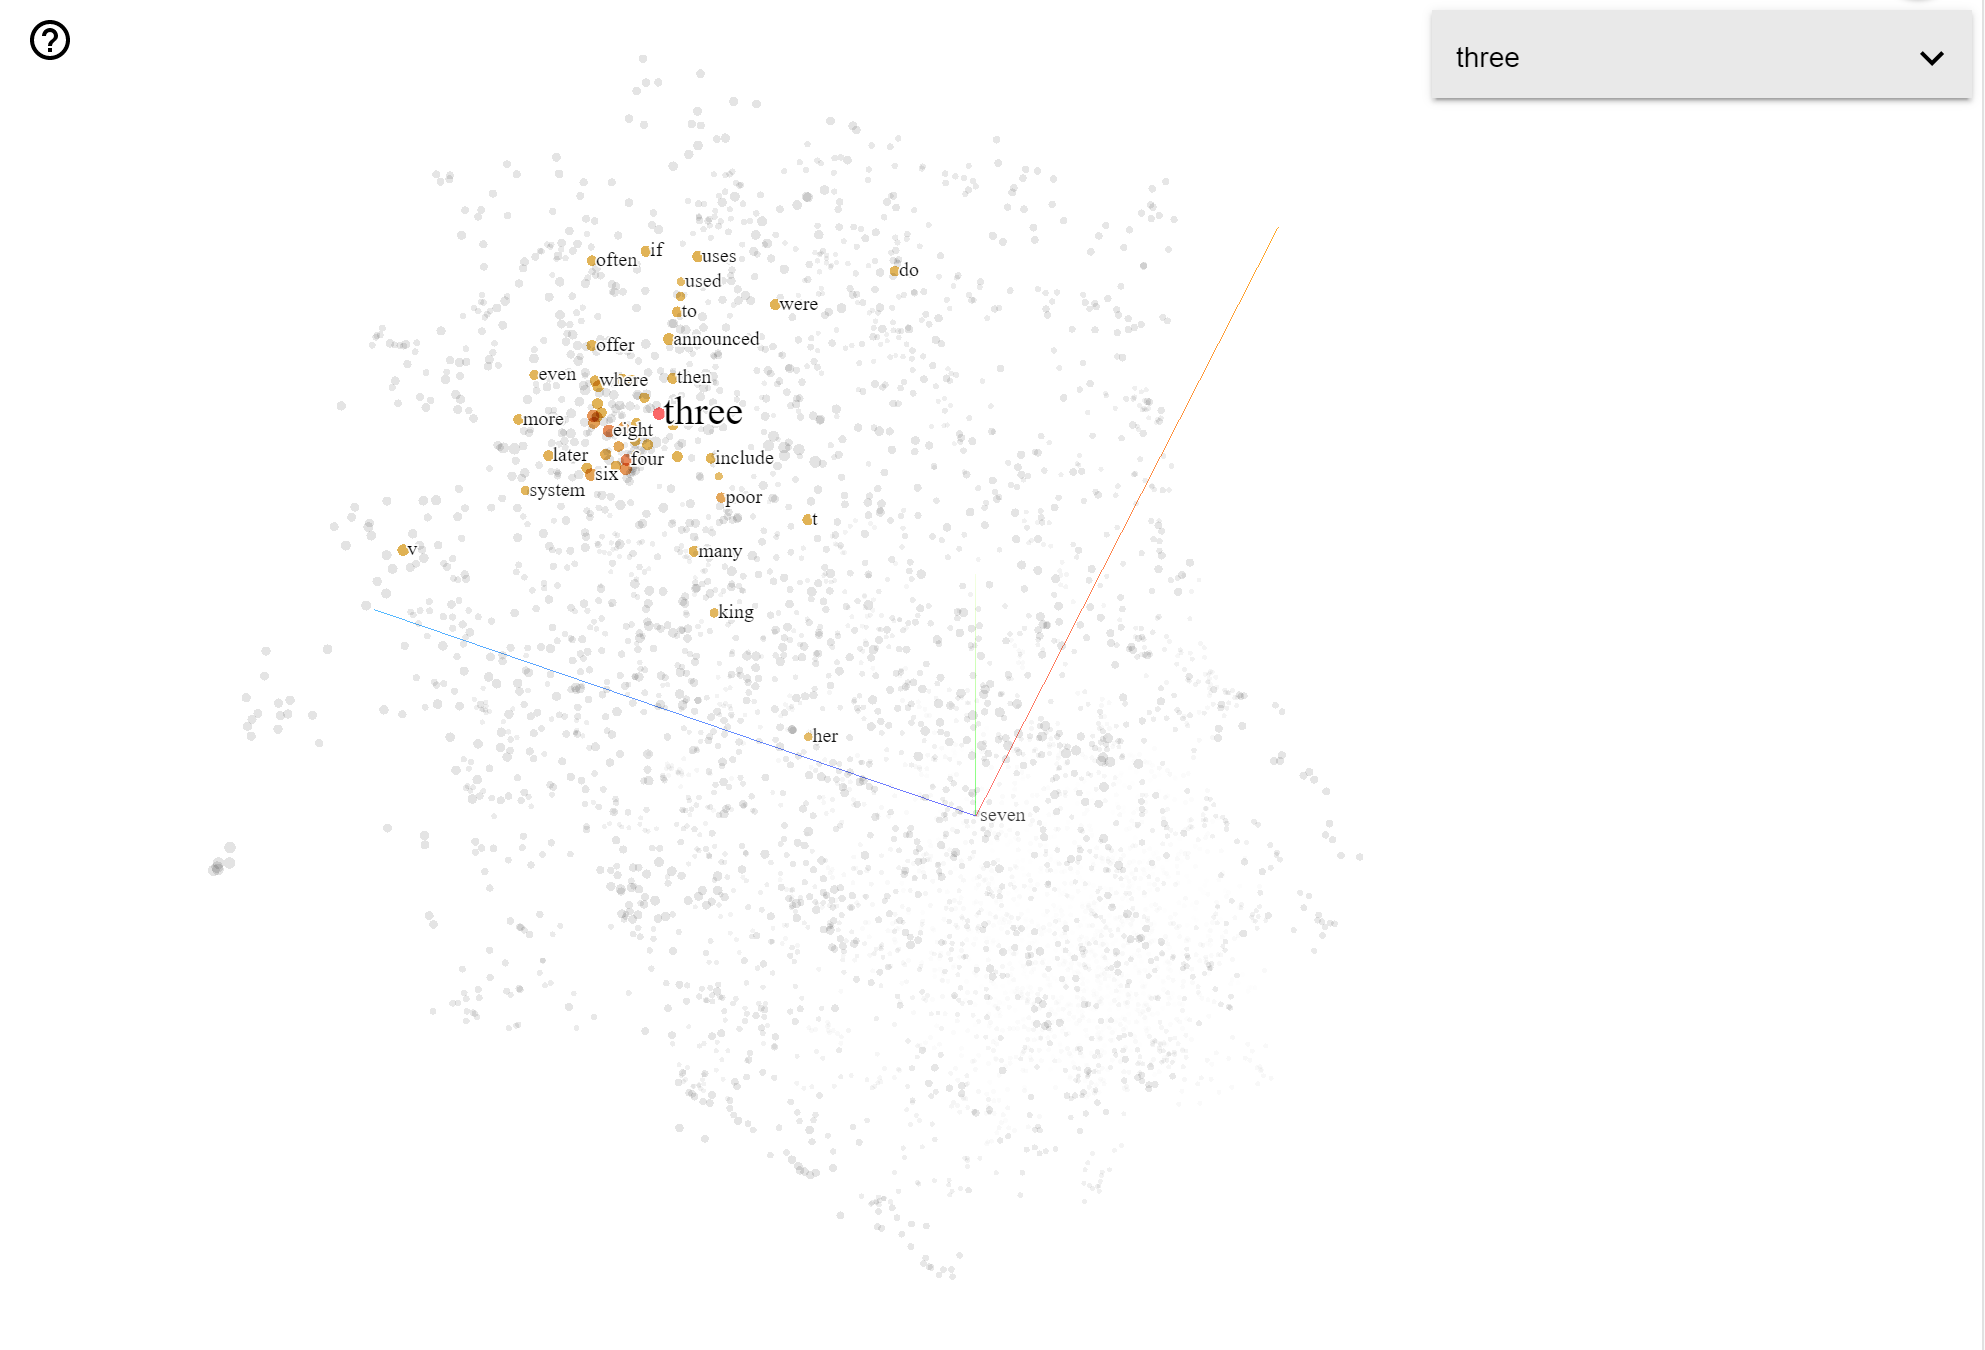 ?
three
if
often
uses
do
used
were
to
announced
offer
even
where
then
three
more
eight
later
four
include
six
system
poor
t
v
many
king
her
seven